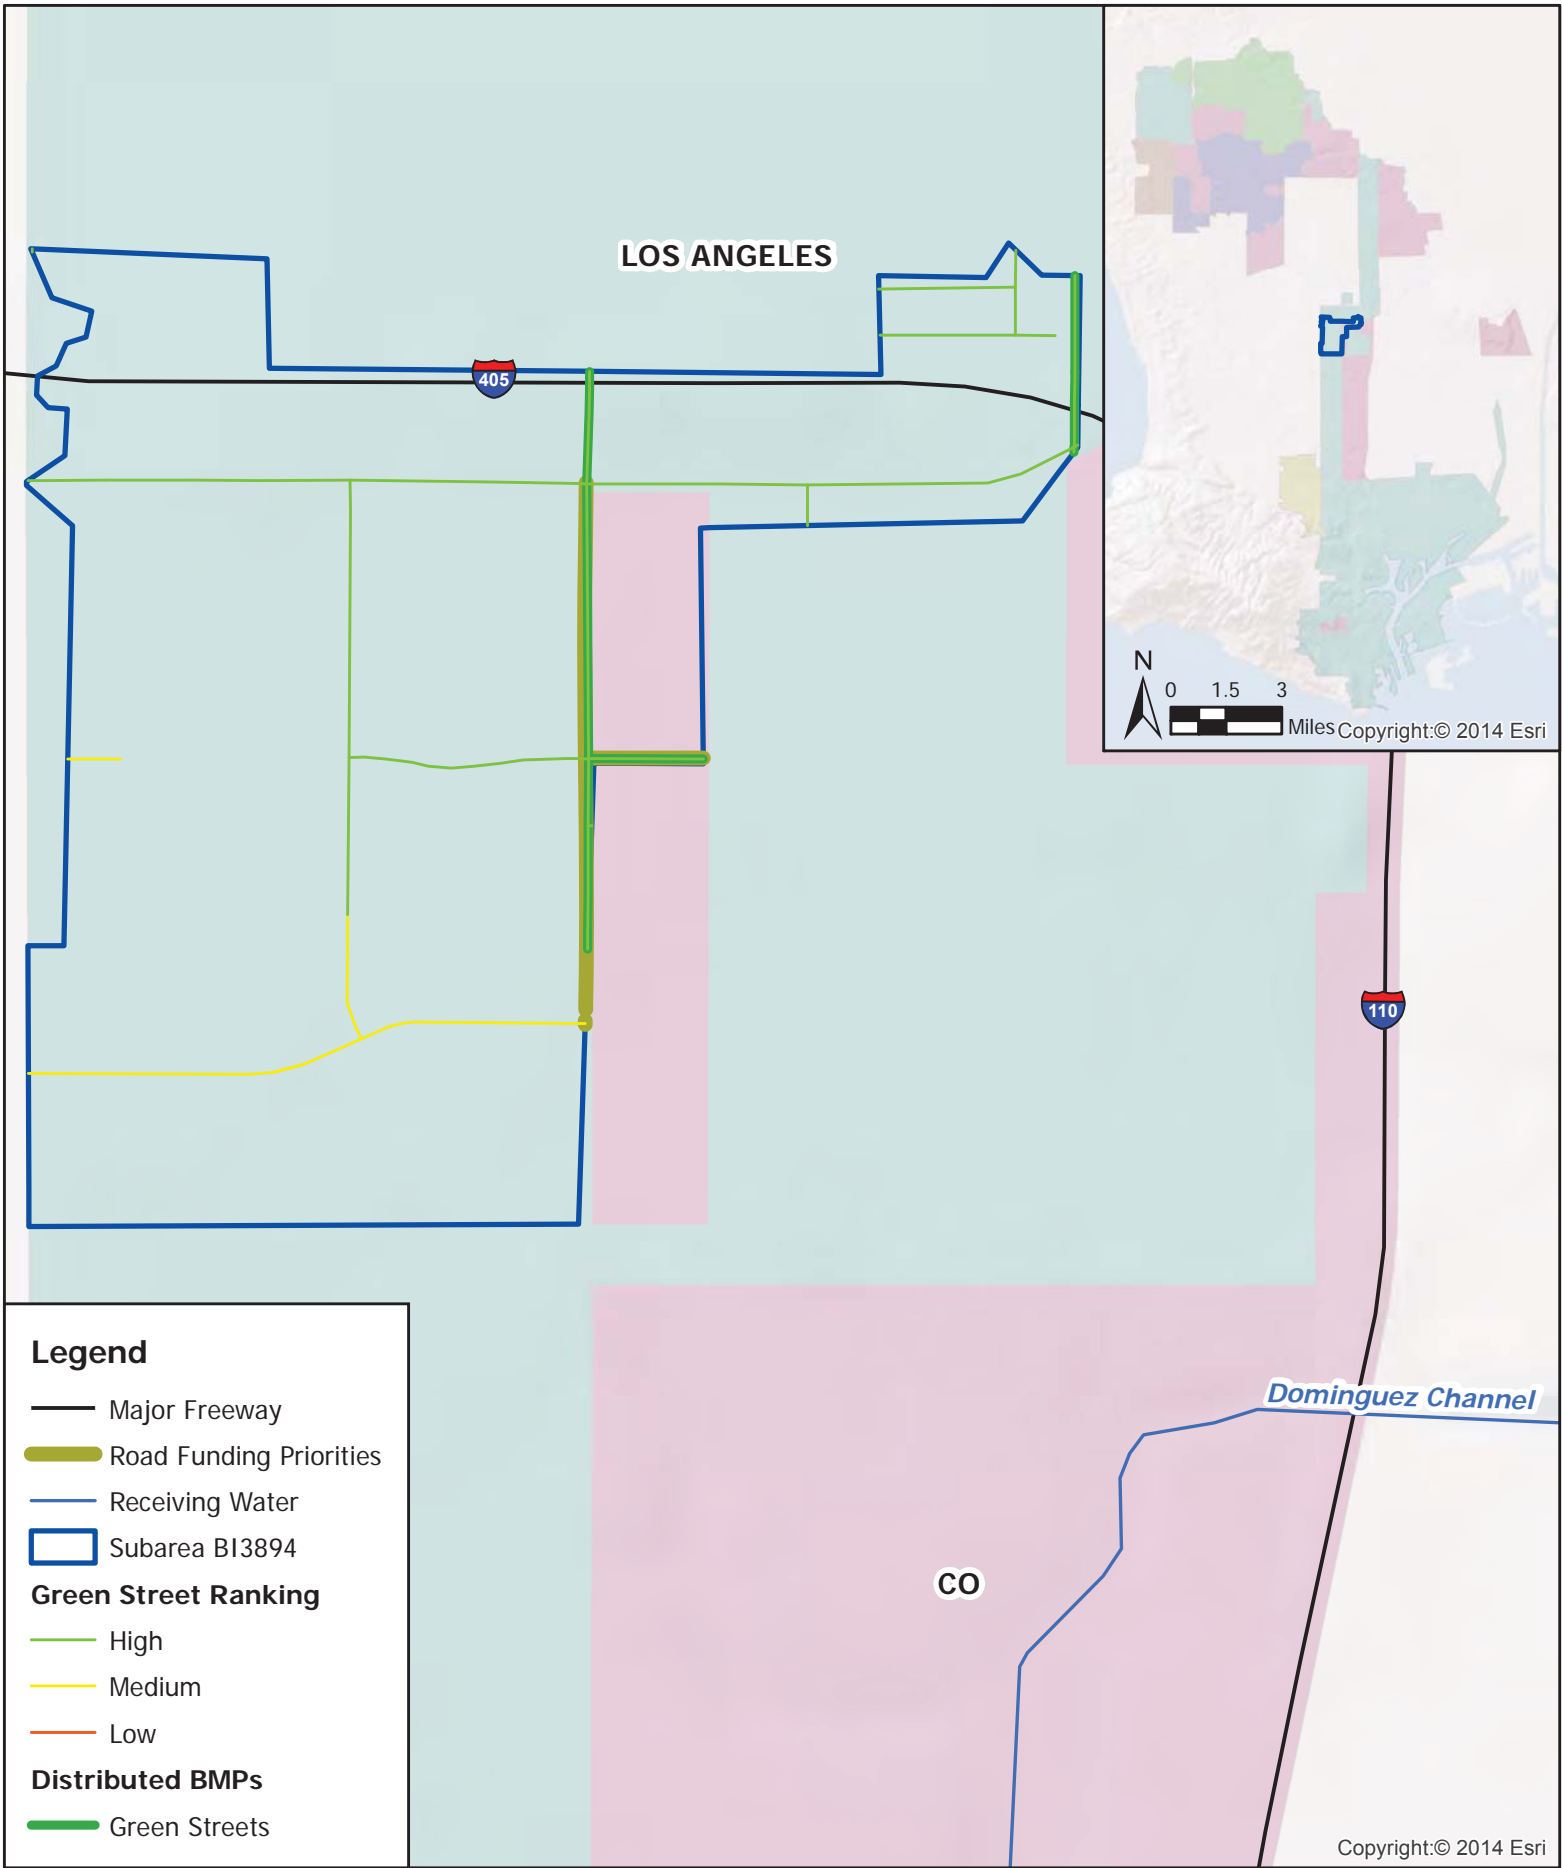 LOS ANGELES
405
N
0 1.5 3
Miles
Copyright:© 2014 Esri
110
Legend
Major Freeway
Road Funding Priorities
Receiving Water
Subarea BI3894
Green Street Ranking
High
Medium
Low
Distributed BMPs
Green Streets
Dominguez Channel
CO
Copyright:© 2014 Esri